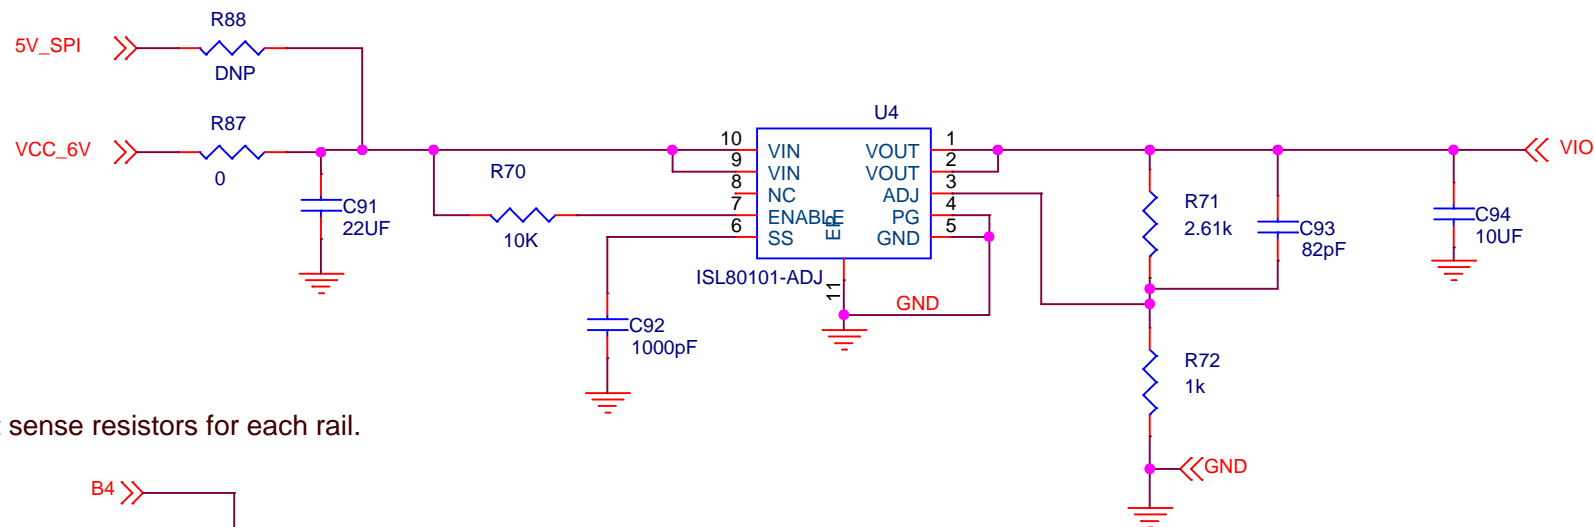 R88
5V_SPI
DNP
R87
VCC_6V
0
C91
22UF
R70
10K
U4
10
9
8
7
6
VIN
VIN
NC
ENABLE
SS
EP
VOUT
VOUT
ADJ
PG
GND
1
2
3
4
5
ISL80101-ADJ
11
GND
C92
1000pF
R71
2.61k
C93
82pF
C94
10UF
VIO
R72
1k
GND
sense resistors for each rail.
B4